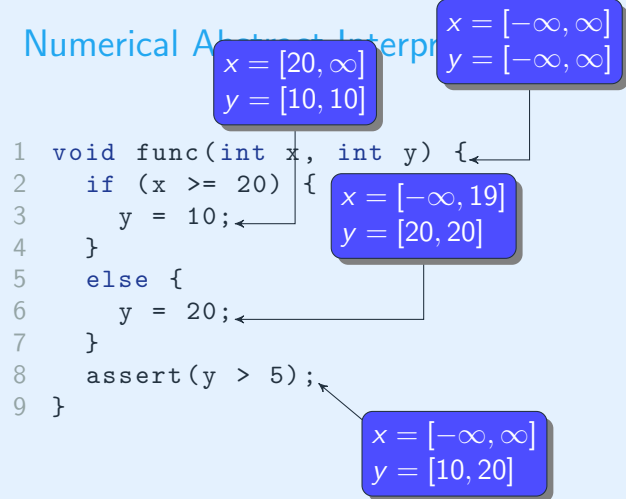 Numerical Abstract Interpr
x = [−∞, ∞]
y = [−∞, ∞]
x = [20, ∞]
y = [10, 10]
1 void func(int x, int y) {
2 if (x >= 20) {
3 y = 10;
x = [−∞, 19]
y = [20, 20]
4 }
5 else {
6 y = 20;
7 }
8 assert(y > 5);
9 }
x = [−∞, ∞]
y = [10, 20]